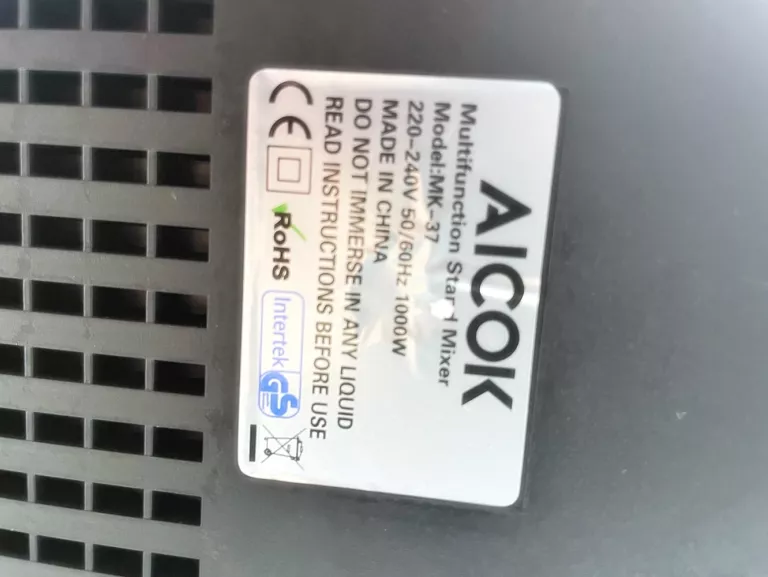 AICOK
Multifunction Stand Mixer
Model:MK-37
220-240V 50/60Hz 1000W
MADE IN CHINA
DO NOT IMMERSE IN ANY LIQUID
READ INSTRUCTIONS BEFORE USE
CE RoHS Intertek GS